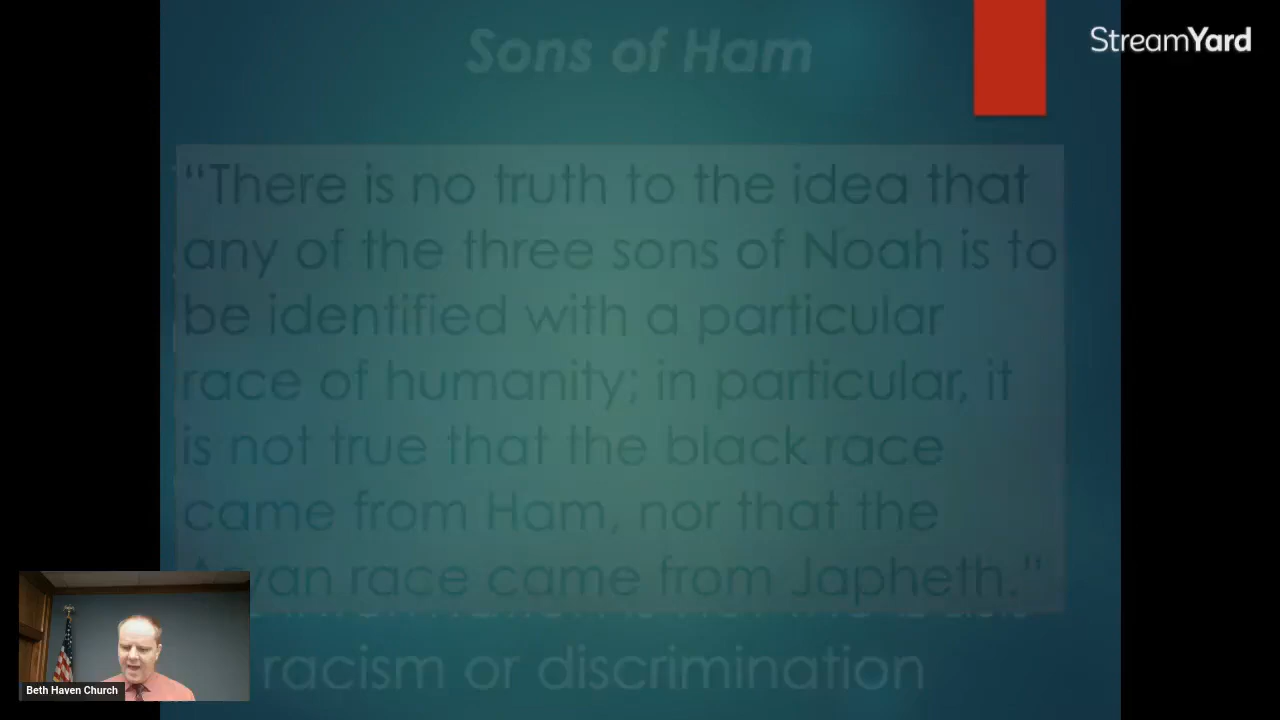 Sons of Ham
StreamYard
“There is no truth to the idea that
any of the three sons of Noah is to
be identified with a particular
race of humanity; in particular, it
is not true that the black race
came from Ham, nor that the
Aryan race came from Japheth.”
racism or discrimination
Beth Haven Church